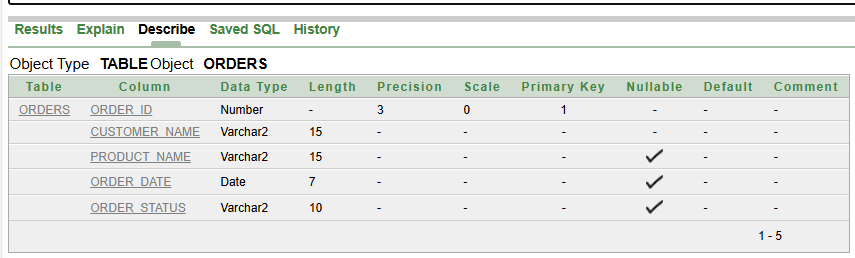 Results Explain Describe Saved SQL History
Object Type TABLE Object ORDERS
Table Column Data Type Length Precision Scale Primary Key Nullable Default Comment
ORDERS ORDER_ID Number - 3 0 1 - - -
CUSTOMER_NAME Varchar2 15 - - - - - -
PRODUCT_NAME Varchar2 15 - - - ✓ - -
ORDER_DATE Date 7 - - - ✓ - -
ORDER_STATUS Varchar2 10 - - - ✓ - -
1 - 5